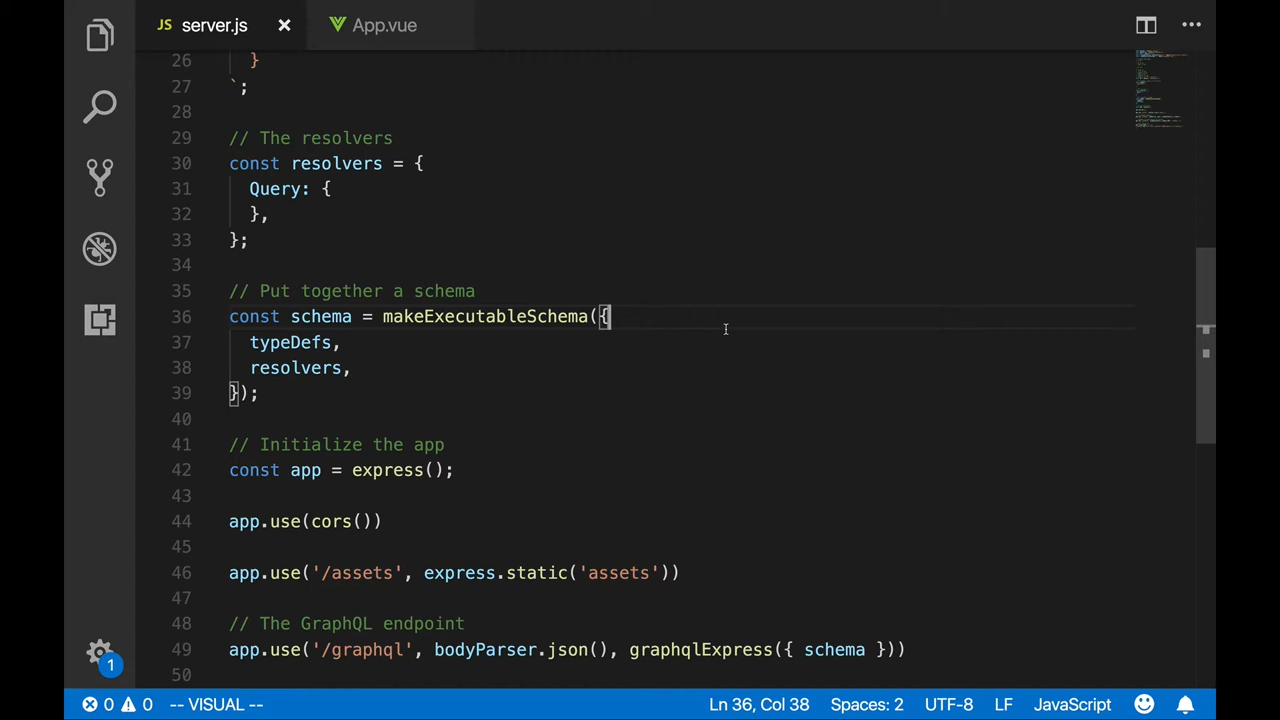 JS server.js × App.vue ...
26 }
27 `;
28
29 // The resolvers
30 const resolvers = {
31 Query: {
32 },
33 };
34
35 // Put together a schema
36 const schema = makeExecutableSchema({
37 typeDefs,
38 resolvers,
39 });
40
41 // Initialize the app
42 const app = express();
43
44 app.use(cors())
45
46 app.use('/assets', express.static('assets'))
47
48 // The GraphQL endpoint
49 app.use('/graphql', bodyParser.json(), graphqlExpress({ schema }))
50
1
0 0 -- VISUAL -- Ln 36, Col 38 Spaces: 2 UTF-8 LF JavaScript